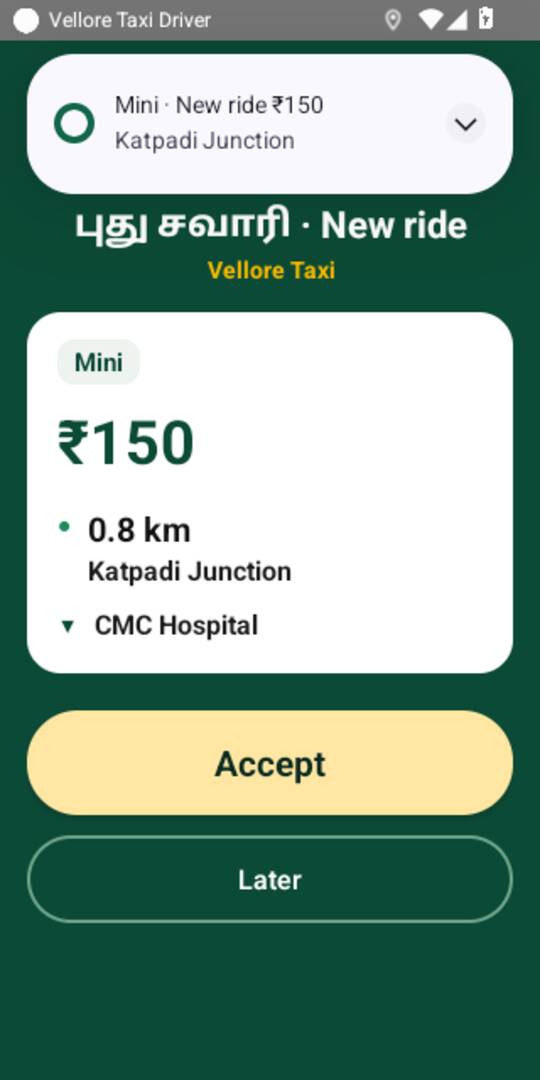 Vellore Taxi Driver
Mini · New ride ₹150
Katpadi Junction
புது சவாரி · New ride
Vellore Taxi
Mini
₹150
0.8 km
Katpadi Junction
CMC Hospital
Accept
Later